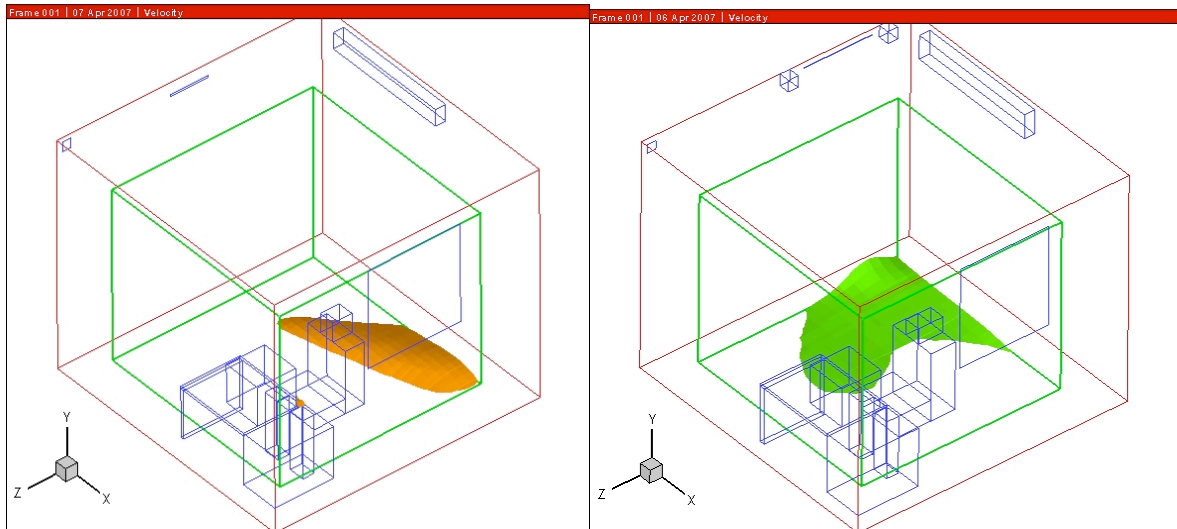 Frame 001 | 07 Apr 2007 | Velocity
Y
Z
X
Frame 001 | 06 Apr 2007 | Velocity
Y
Z
X